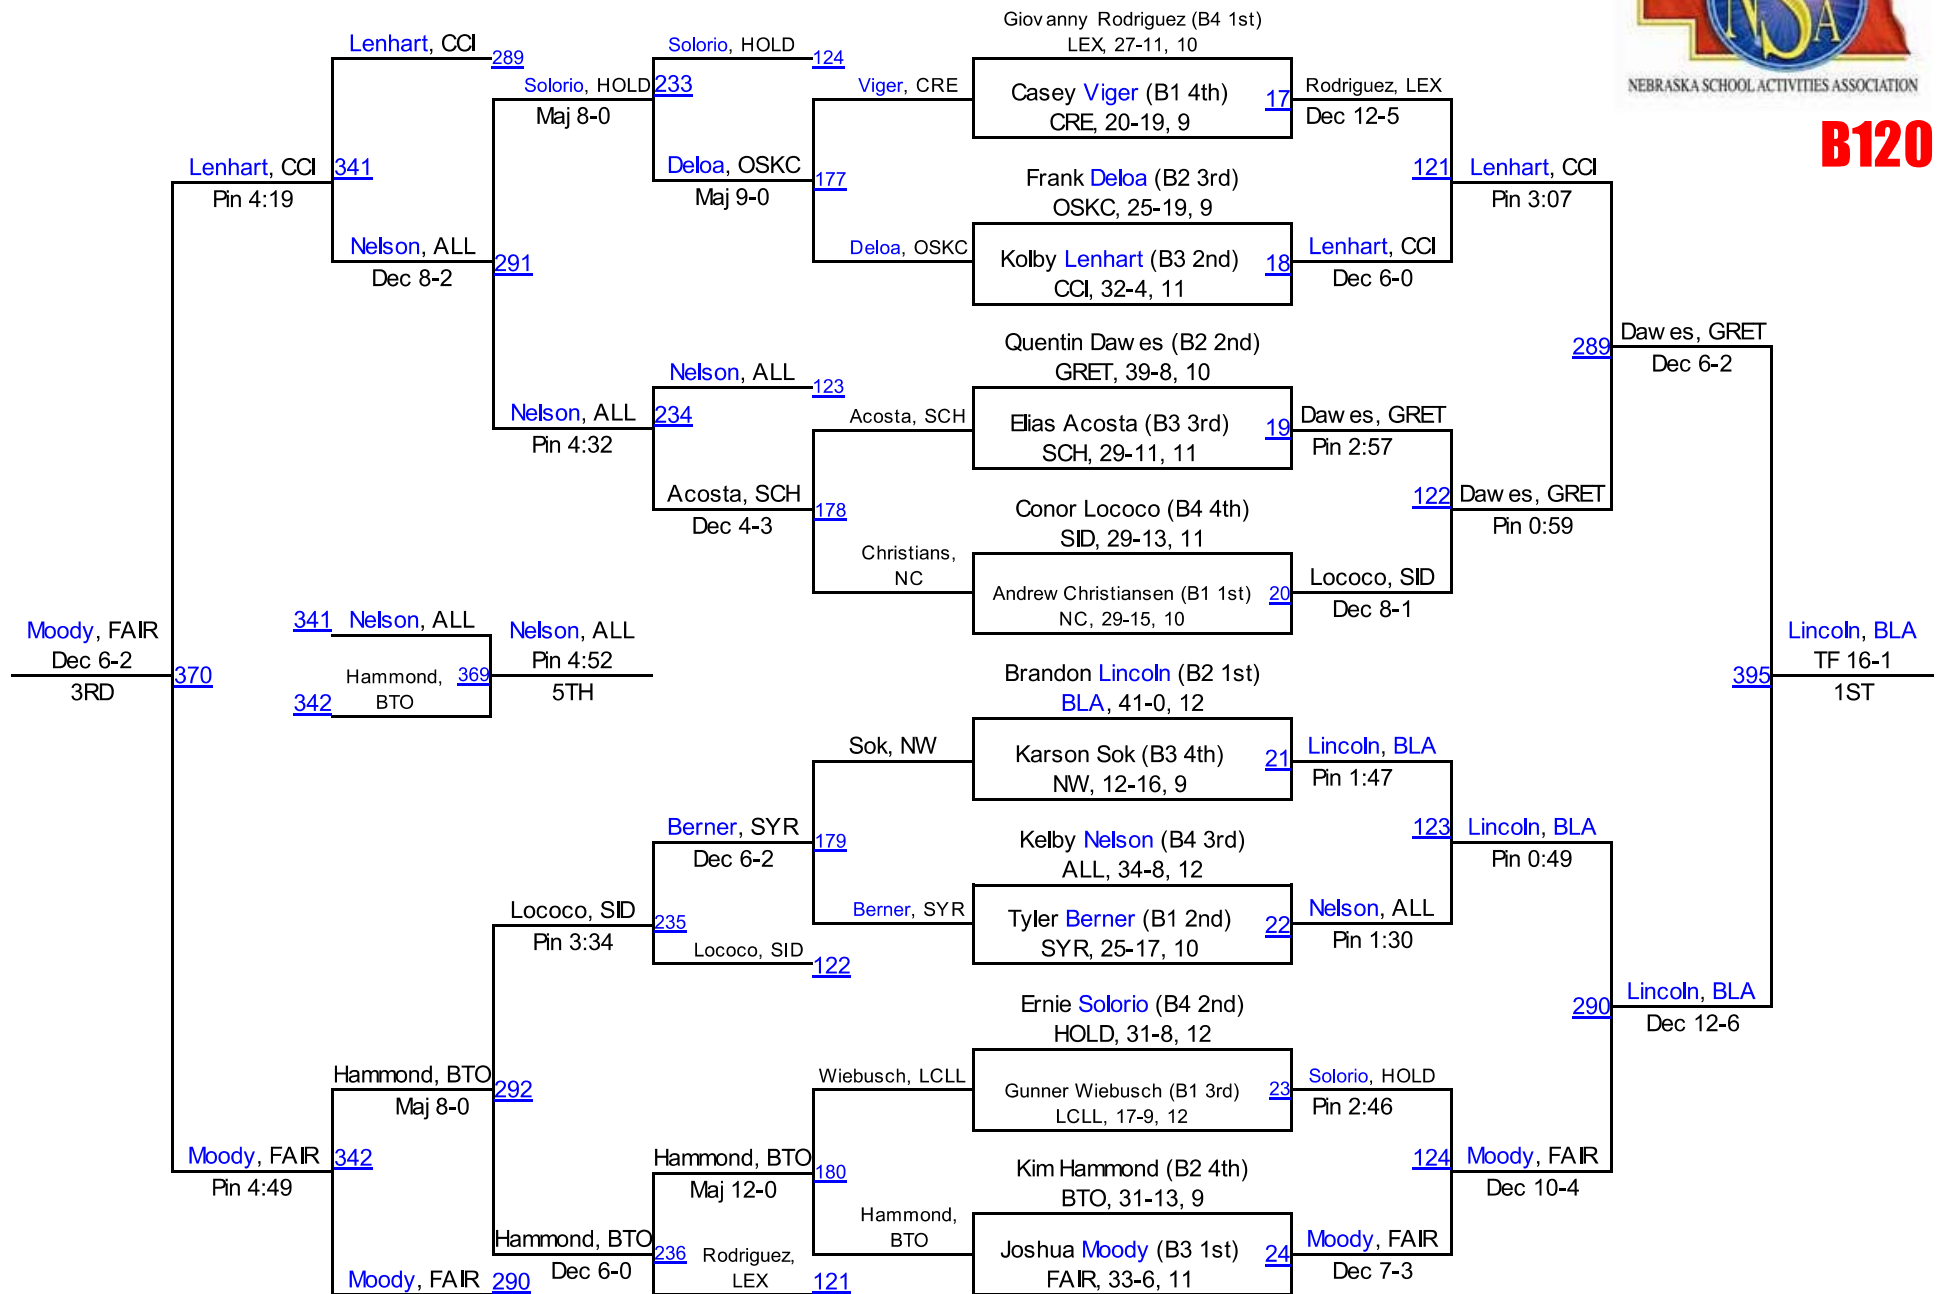 NSA
NEBRASKA SCHOOL ACTIVITIES ASSOCIATION
B120
Giovanny Rodriguez (B4 1st)
LEX, 27-11, 10
Casey Viger (B1 4th)
CRE, 20-19, 9
17
Frank Deloa (B2 3rd)
OSKC, 25-19, 9
Kolby Lenhart (B3 2nd)
CCI, 32-4, 11
18
Quentin Dawes (B2 2nd)
GRET, 39-8, 10
Elias Acosta (B3 3rd)
SCH, 29-11, 11
19
Conor Lococo (B4 4th)
SID, 29-13, 11
Andrew Christiansen (B1 1st)
NC, 29-15, 10
20
Brandon Lincoln (B2 1st)
BLA, 41-0, 12
Karson Sok (B3 4th)
NW, 12-16, 9
21
Kelby Nelson (B4 3rd)
ALL, 34-8, 12
Tyler Berner (B1 2nd)
SYR, 25-17, 10
22
Ernie Solorio (B4 2nd)
HOLD, 31-8, 12
Gunner Wiebusch (B1 3rd)
LCLL, 17-9, 12
23
Kim Hammond (B2 4th)
BTO, 31-13, 9
Joshua Moody (B3 1st)
FAIR, 33-6, 11
24
Rodriguez, LEX
Dec 12-5
121
Lenhart, CCI
Dec 6-0
Dawes, GRET
Pin 2:57
122
Lococo, SID
Dec 8-1
Lincoln, BLA
Pin 1:47
123
Nelson, ALL
Pin 1:30
Solorio, HOLD
Pin 2:46
124
Moody, FAIR
Dec 7-3
Lenhart, CCI
Pin 3:07
289
Dawes, GRET
Pin 0:59
Lincoln, BLA
Pin 0:49
290
Moody, FAIR
Dec 10-4
Dawes, GRET
Dec 6-2
395
Lincoln, BLA
Dec 12-6
Lincoln, BLA
TF 16-1
1ST
Viger, CRE
177
Deloa, OSKC
Acosta, SCH
178
Christians,
NC
Sok, NW
179
Berner, SYR
Wiebusch, LCLL
180
Hammond,
BTO
Solorio, HOLD
124
233
Deloa, OSKC
Maj 9-0
Nelson, ALL
123
234
Acosta, SCH
Dec 4-3
Berner, SYR
Dec 6-2
235
Lococo, SID
122
Hammond, BTO
Maj 12-0
236
Rodriguez,
LEX
121
Solorio, HOLD
Maj 8-0
291
Nelson, ALL
Pin 4:32
Lococo, SID
Pin 3:34
292
Hammond, BTO
Dec 6-0
Lenhart, CCI
289
341
Nelson, ALL
Dec 8-2
Hammond, BTO
Maj 8-0
342
Moody, FAIR
290
Lenhart, CCI
Pin 4:19
370
Moody, FAIR
Pin 4:49
Moody, FAIR
Dec 6-2
3RD
341
Nelson, ALL
342
Hammond,
BTO
369
Nelson, ALL
Pin 4:52
5TH